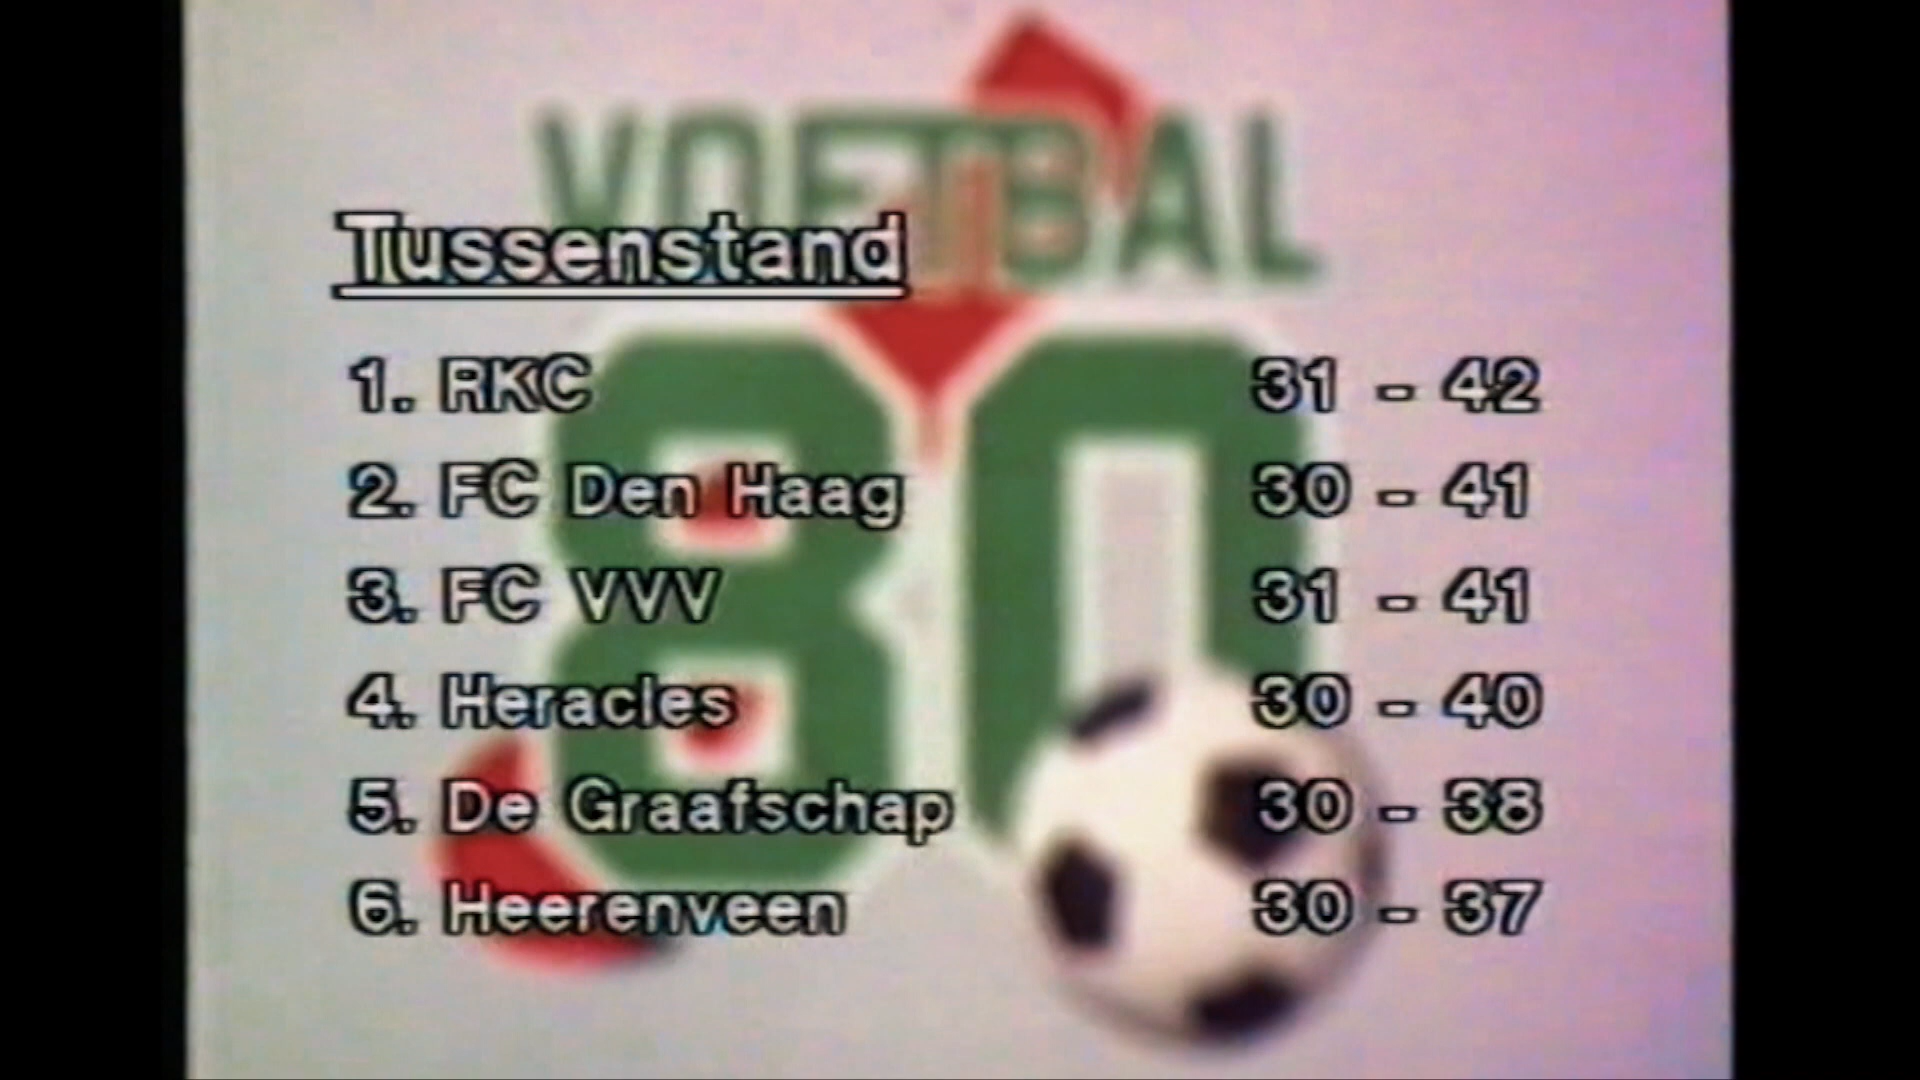 VOETBAL
80
Tussenstand
1. RKC 31 - 42
2. FC Den Haag 30 - 41
3. FC VVV 31 - 41
4. Heracles 30 - 40
5. De Graafschap 30 - 38
6. Heerenveen 30 - 37